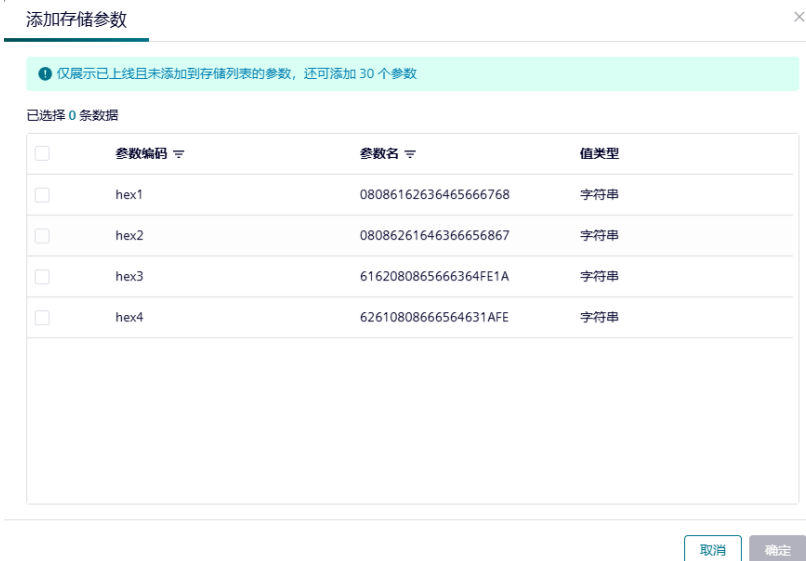 添加存储参数
仅展示已上线且未添加到存储列表的参数，还可添加 30 个参数
已选择 0 条数据
参数编码 参数名 值类型
hex1 08086162636465666768 字符串
hex2 08086261646366656867 字符串
hex3 6162080865666364FE1A 字符串
hex4 62610808666564631AFE 字符串
取消 确定